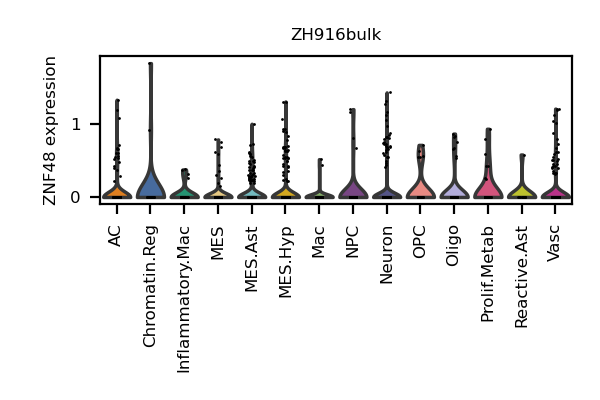 ZH916bulk
ZNF48 expression
1
0
AC
Chromatin.Reg
Inflammatory.Mac
MES
MES.Ast
MES.Hyp
Mac
NPC
Neuron
OPC
Oligo
Prolif.Metab
Reactive.Ast
Vasc